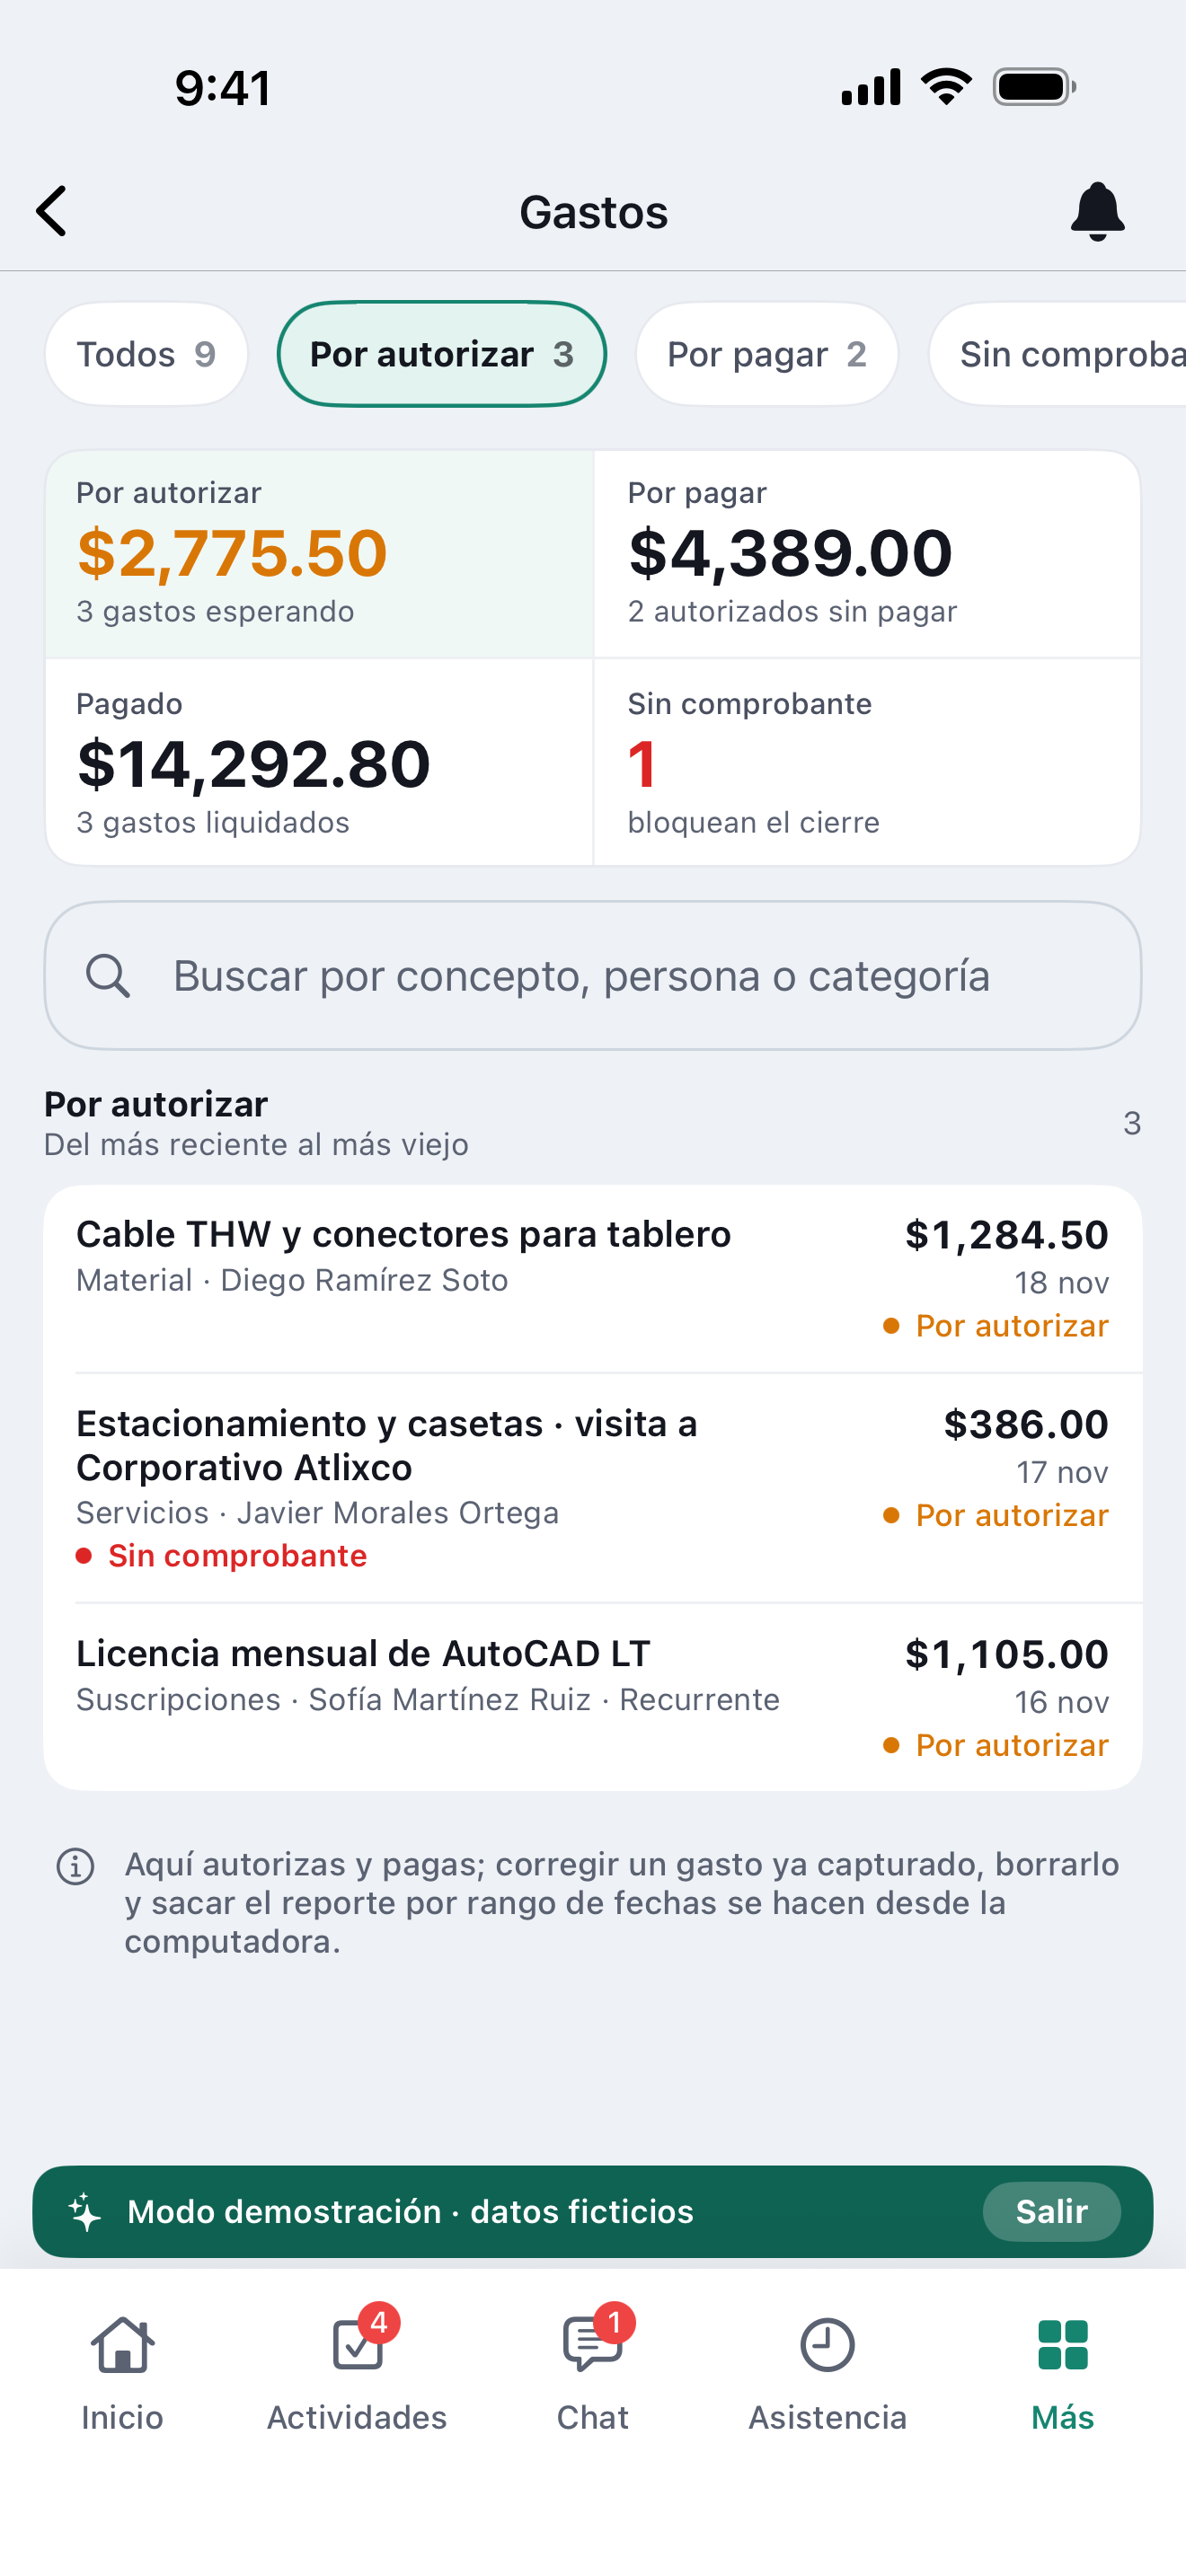 9:41
Gastos
Todos 9
Por autorizar 3
Por pagar 2
Sin comproba
Por autorizar
$2,775.50
3 gastos esperando
Por pagar
$4,389.00
2 autorizados sin pagar
Pagado
$14,292.80
3 gastos liquidados
Sin comprobante
1
bloquean el cierre
Buscar por concepto, persona o categoría
Por autorizar
Del más reciente al más viejo
3
Cable THW y conectores para tablero
Material · Diego Ramírez Soto
$1,284.50
18 nov
Por autorizar
Estacionamiento y casetas · visita a
Corporativo Atlixco
Servicios · Javier Morales Ortega
Sin comprobante
$386.00
17 nov
Por autorizar
Licencia mensual de AutoCAD LT
Suscripciones · Sofía Martínez Ruiz · Recurrente
$1,105.00
16 nov
Por autorizar
Aquí autorizas y pagas; corregir un gasto ya capturado, borrarlo
y sacar el reporte por rango de fechas se hacen desde la
computadora.
Modo demostración · datos ficticios
Salir
4
1
Inicio
Actividades
Chat
Asistencia
Más